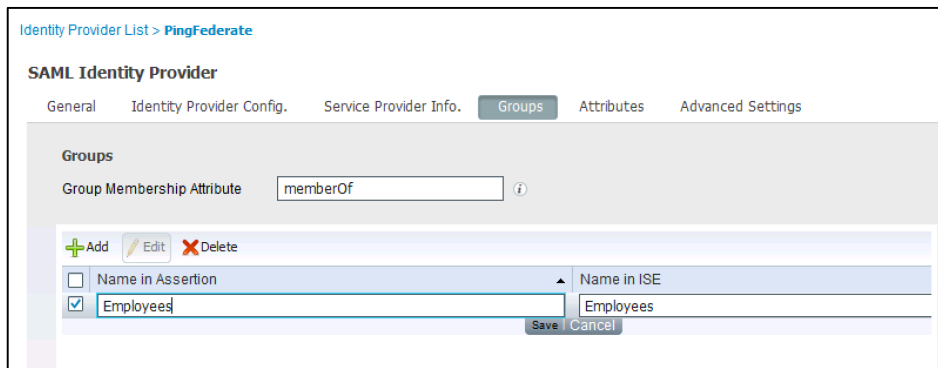 Identity Provider List > PingFederate
SAML Identity Provider
General Identity Provider Config. Service Provider Info. Groups Attributes Advanced Settings
Groups
Group Membership Attribute memberOf i
Add Edit Delete
Name in Assertion Name in ISE
Employees Employees
Save Cancel